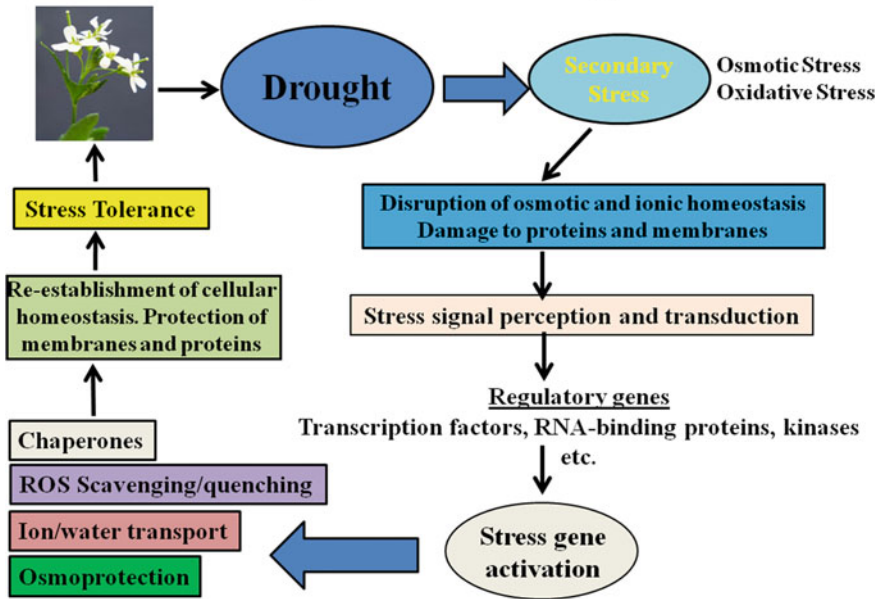 Drought
Secondary
Stress
Osmotic Stress
Oxidative Stress
Disruption of osmotic and ionic homeostasis
Damage to proteins and membranes
Stress signal perception and transduction
Regulatory genes
Transcription factors, RNA-binding proteins, kinases
etc.
Stress gene
activation
Chaperones
ROS Scavenging/quenching
Ion/water transport
Osmoprotection
Re-establishment of cellular
homeostasis. Protection of
membranes and proteins
Stress Tolerance